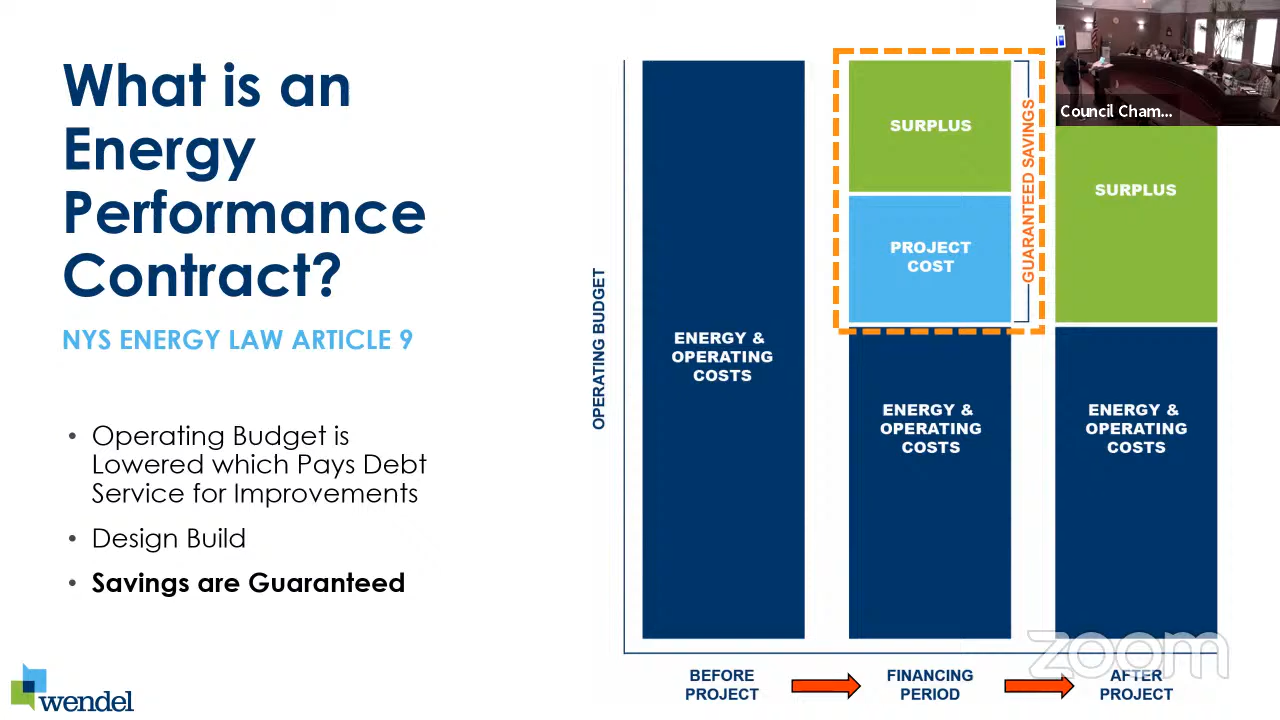 What is an
Energy
Performance
Contract?
NYS ENERGY LAW ARTICLE 9
• Operating Budget is
Lowered which Pays Debt
Service for Improvements
• Design Build
• Savings are Guaranteed
wendel
OPERATING BUDGET
ENERGY &
OPERATING
COSTS
SURPLUS
PROJECT
COST
GUARANTEED SAVINGS
ENERGY &
OPERATING
COSTS
Council Cham...
SURPLUS
ENERGY &
OPERATING
COSTS
BEFORE
PROJECT
FINANCING
PERIOD
AFTER
PROJECT
zoom